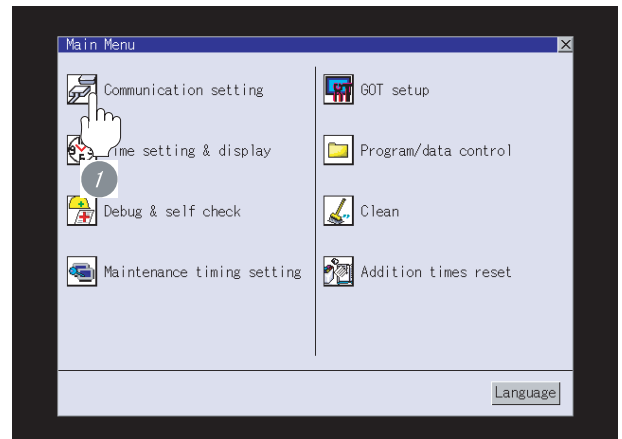 Main Menu
Communication setting
GOT setup
ime setting & display
Program/data control
1
Debug & self check
Clean
Maintenance timing setting
Addition times reset
Language